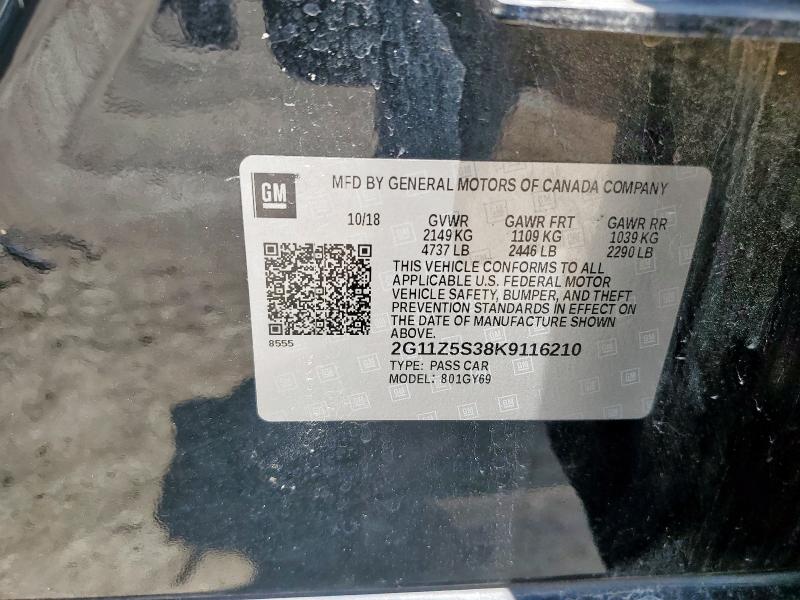 GM
MFD BY GENERAL MOTORS OF CANADA COMPANY
10/18 GVWR GAWR FRT GAWR RR
2149 KG 1109 KG 1039 KG
4737 LB 2446 LB 2290 LB
THIS VEHICLE CONFORMS TO ALL
APPLICABLE U.S. FEDERAL MOTOR
VEHICLE SAFETY, BUMPER, AND THEFT
PREVENTION STANDARDS IN EFFECT ON
THE DATE OF MANUFACTURE SHOWN
ABOVE.
8555
2G11Z5S38K9116210
TYPE: PASS CAR
MODEL: 801GY69